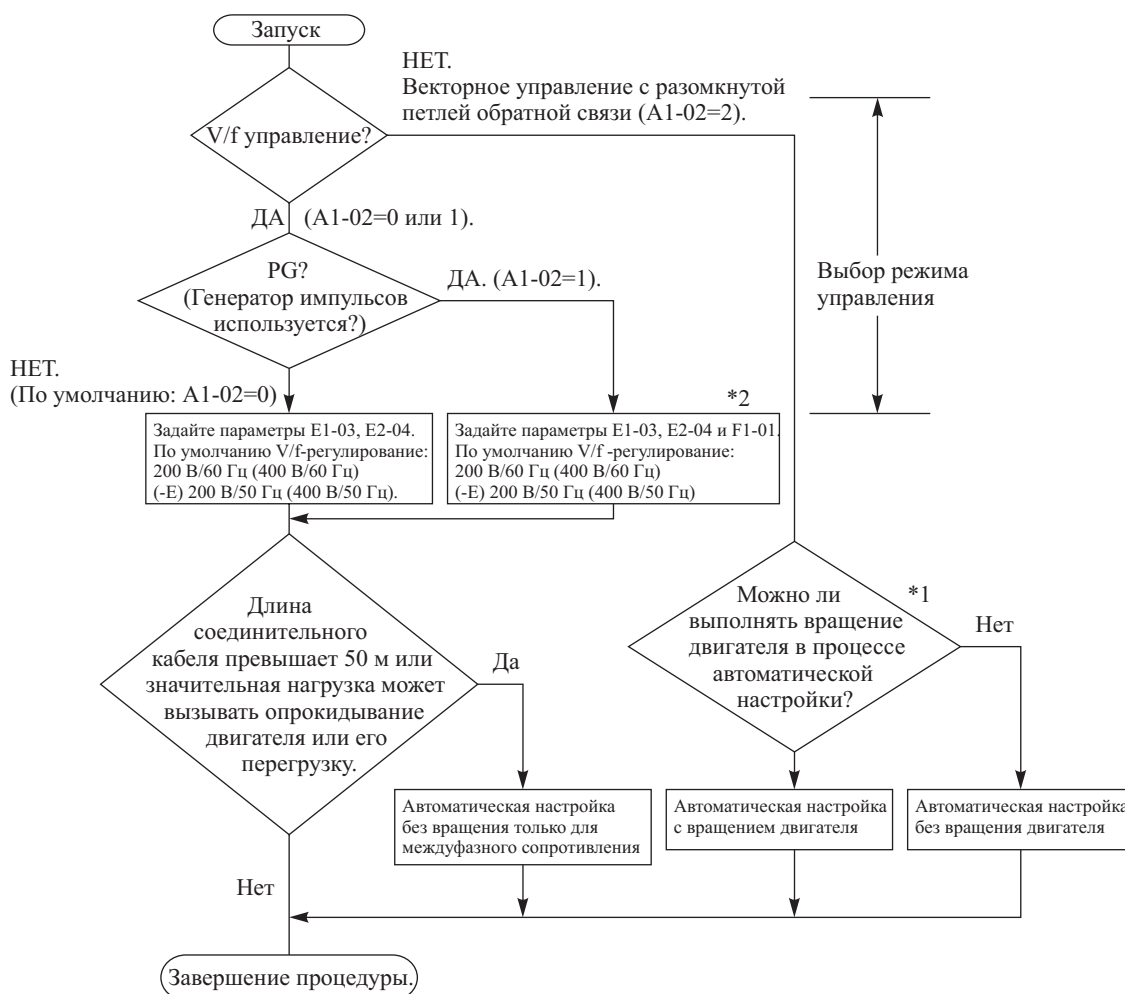 Запуск
НЕТ.
Векторное управление с разомкнутой
петлей обратной связи (A1-02=2).
V/f управление?
ДА (A1-02=0 или 1).
PG?
(Генератор импульсов
используется?)
ДА. (A1-02=1).
Выбор режима
управления
НЕТ.
(По умолчанию: A1-02=0)
*2
Задайте параметры E1-03, E2-04.
По умолчанию V/f-регулирование:
200 В/60 Гц (400 В/60 Гц)
(-E) 200 В/50 Гц (400 В/50 Гц).
Задайте параметры E1-03, E2-04 и F1-01.
По умолчанию V/f -регулирование:
200 В/60 Гц (400 В/60 Гц)
(-E) 200 В/50 Гц (400 В/50 Гц)
Длина
соединительного
кабеля превышает 50 м или
значительная нагрузка может
вызывать опрокидывание
двигателя или его
перегрузку.
Да
*1
Можно ли
выполнять вращение
двигателя в процессе
автоматической
настройки?
Нет
Автоматическая настройка
без вращения только для
междуфазного сопротивления
Автоматическая настройка
с вращением двигателя
Автоматическая настройка
без вращения двигателя
Нет
Завершение процедуры.